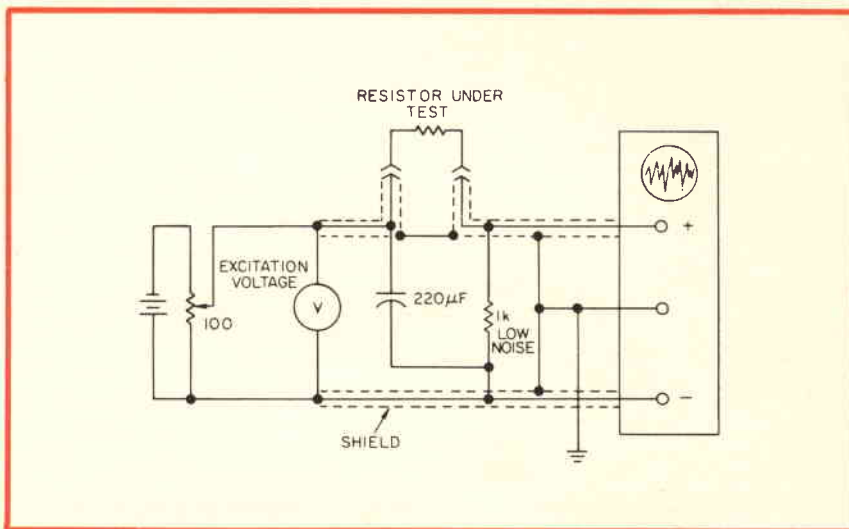 RESISTOR UNDER
TEST
EXCITATION
VOLTAGE
V
100
220µF
1k
LOW
NOISE
+
−
SHIELD